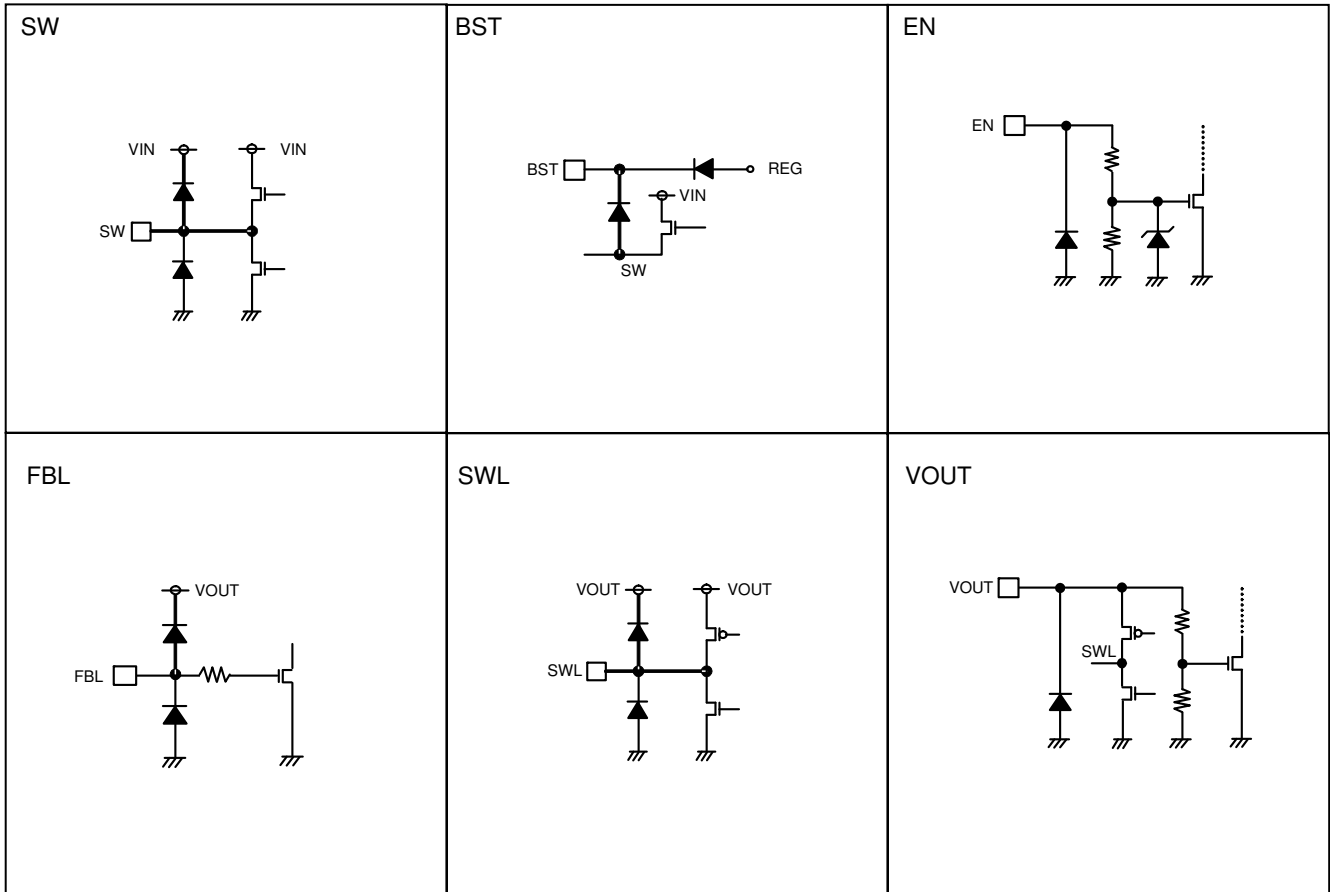 SW
VIN VIN
SW
BST
BST REG
VIN
SW
EN
EN
FBL
VOUT
FBL
SWL
VOUT VOUT
SWL
VOUT
VOUT
SWL